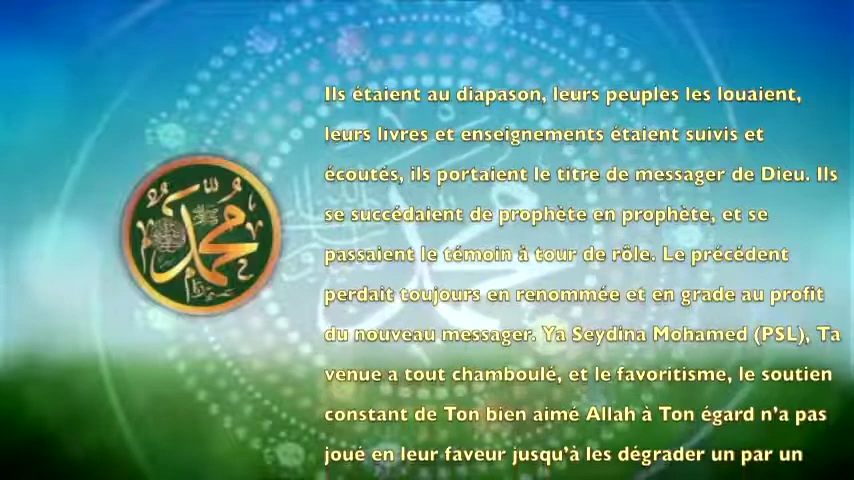 محمد
Ils étaient au diapason, leurs peuples les louaient,
leurs livres et enseignements étaient suivis et
écoutés, ils portaient le titre de messager de Dieu. Ils
se succédaient de prophète en prophète, et se
passaient le témoin à tour de rôle. Le précédent
perdait toujours en renommée et en grade au profit
du nouveau messager. Ya Seydina Mohamed (PSL), Ta
venue a tout chamboulé, et le favoritisme, le soutien
constant de Ton bien aimé Allah à Ton égard n'a pas
joué en leur faveur jusqu'à les dégrader un par un